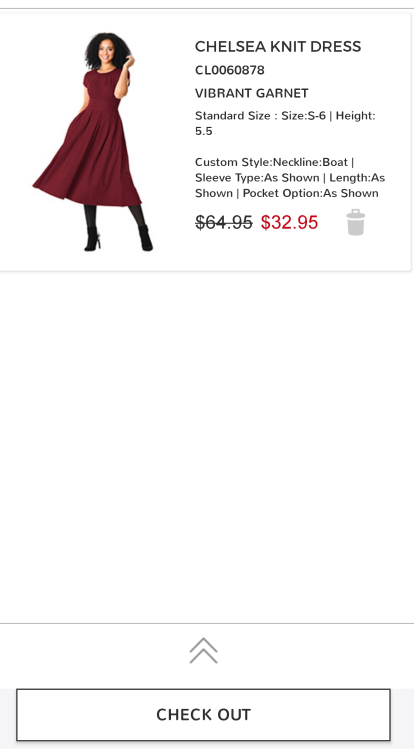 CHELSEA KNIT DRESS
CL0060878
VIBRANT GARNET
Standard Size : Size:S-6 | Height:
5.5
Custom Style:Neckline:Boat |
Sleeve Type:As Shown | Length:As
Shown | Pocket Option:As Shown
$64.95 $32.95
CHECK OUT